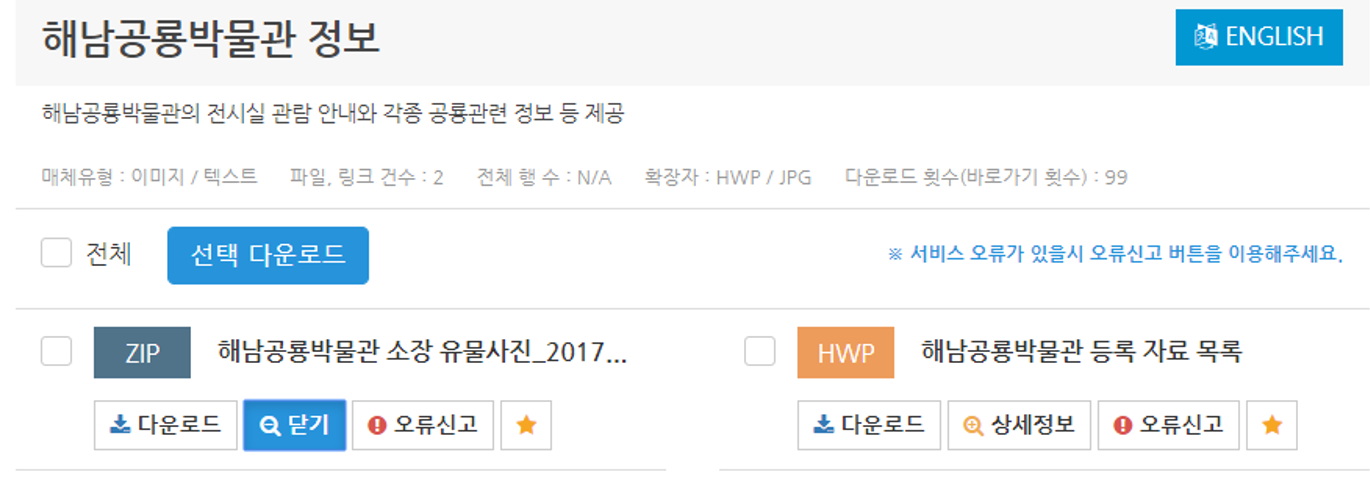 해남공룡박물관 정보
ENGLISH
해남공룡박물관의 전시실 관람 안내와 각종 공룡관련 정보 등 제공
매체유형 : 이미지 / 텍스트 파일, 링크 건수 : 2 전체 행 수 : N/A 확장자 : HWP / JPG 다운로드 횟수(바로가기 횟수) : 99
전체 선택 다운로드 ※ 서비스 오류가 있을시 오류신고 버튼을 이용해주세요.
ZIP 해남공룡박물관 소장 유물사진_2017...
다운로드 닫기 오류신고
HWP 해남공룡박물관 등록 자료 목록
다운로드 상세정보 오류신고